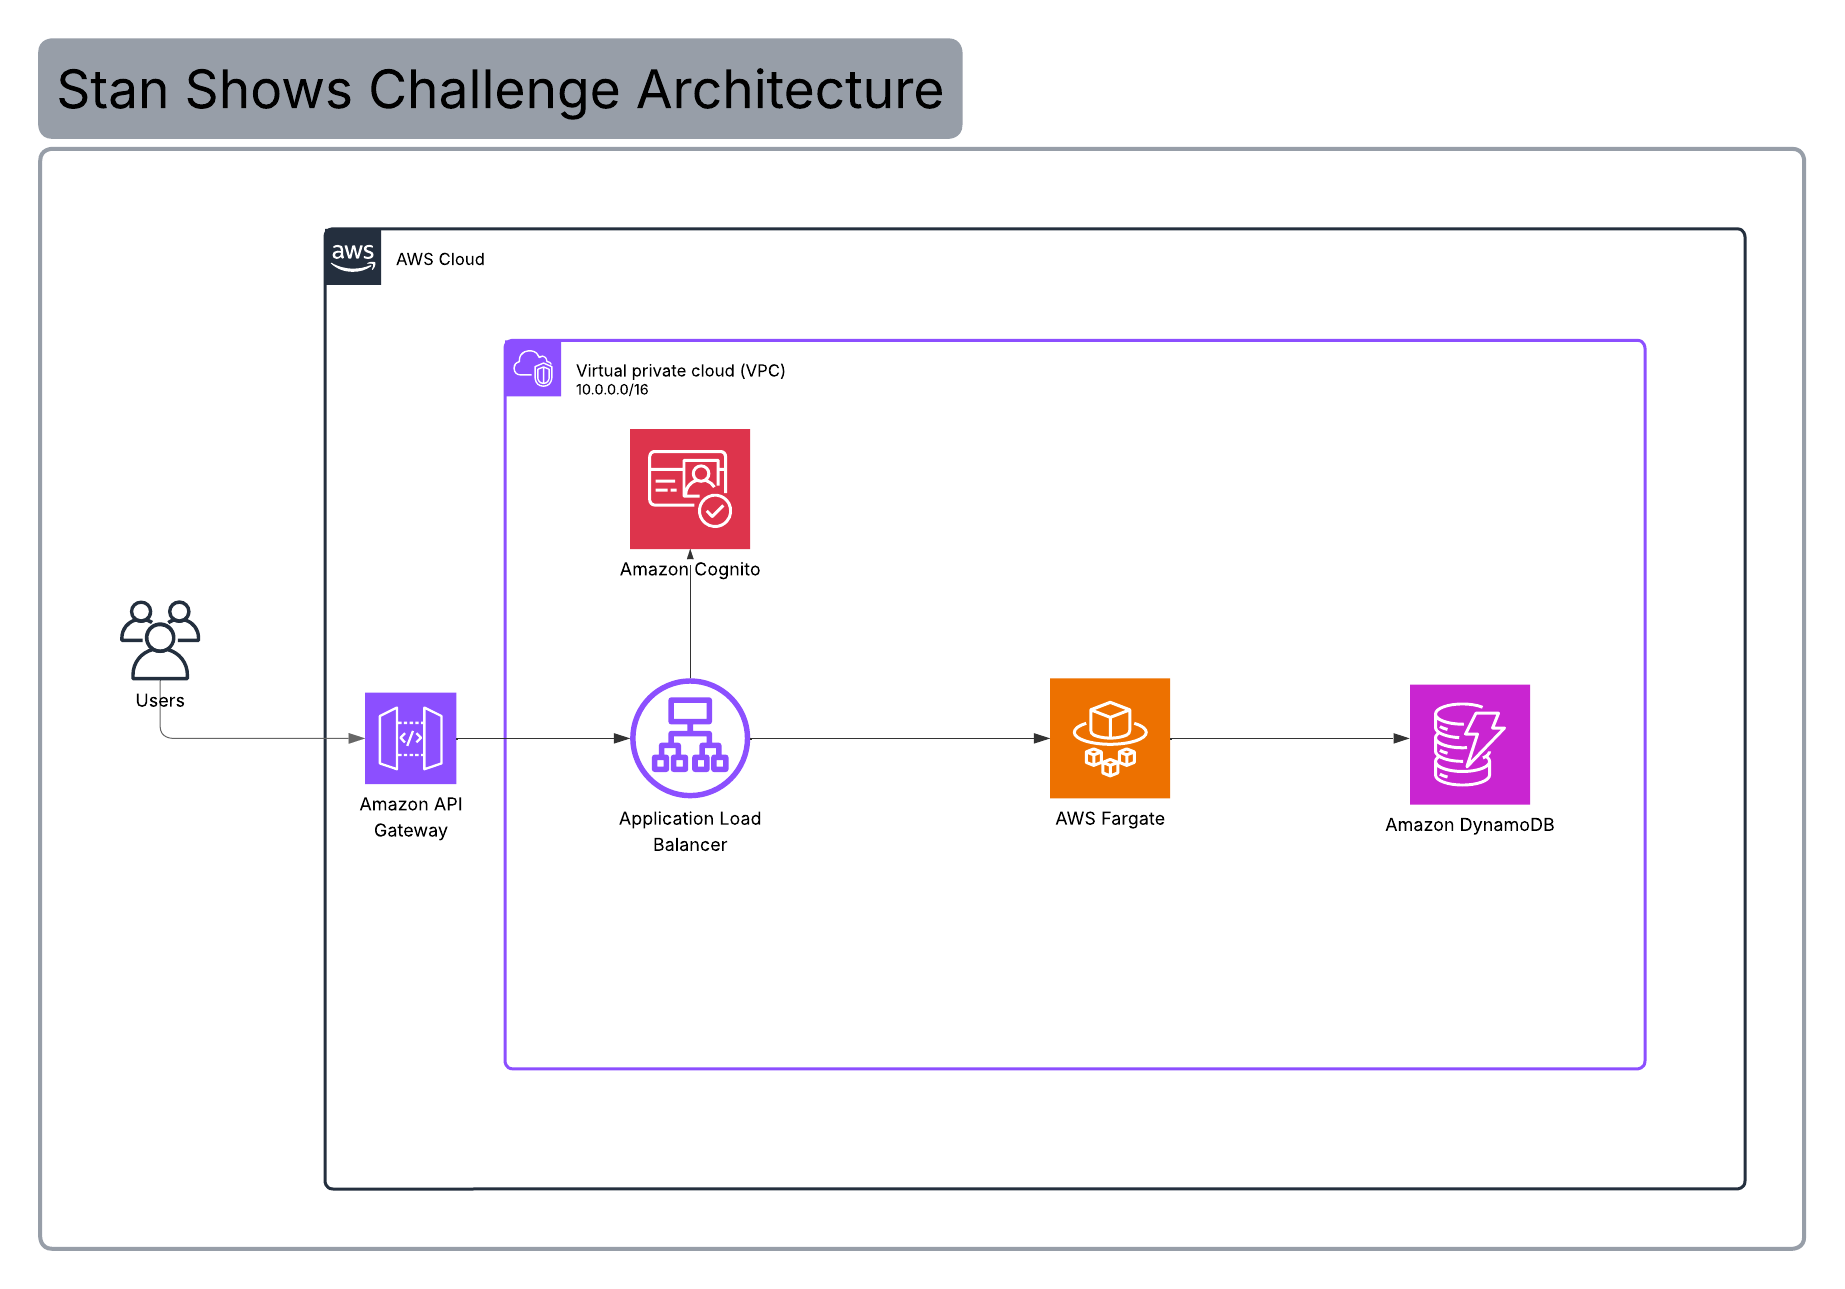 Stan Shows Challenge Architecture
aws
AWS Cloud
Virtual private cloud (VPC)
10.0.0.0/16
Amazon Cognito
Users
Amazon API
Gateway
Application Load
Balancer
AWS Fargate
Amazon DynamoDB